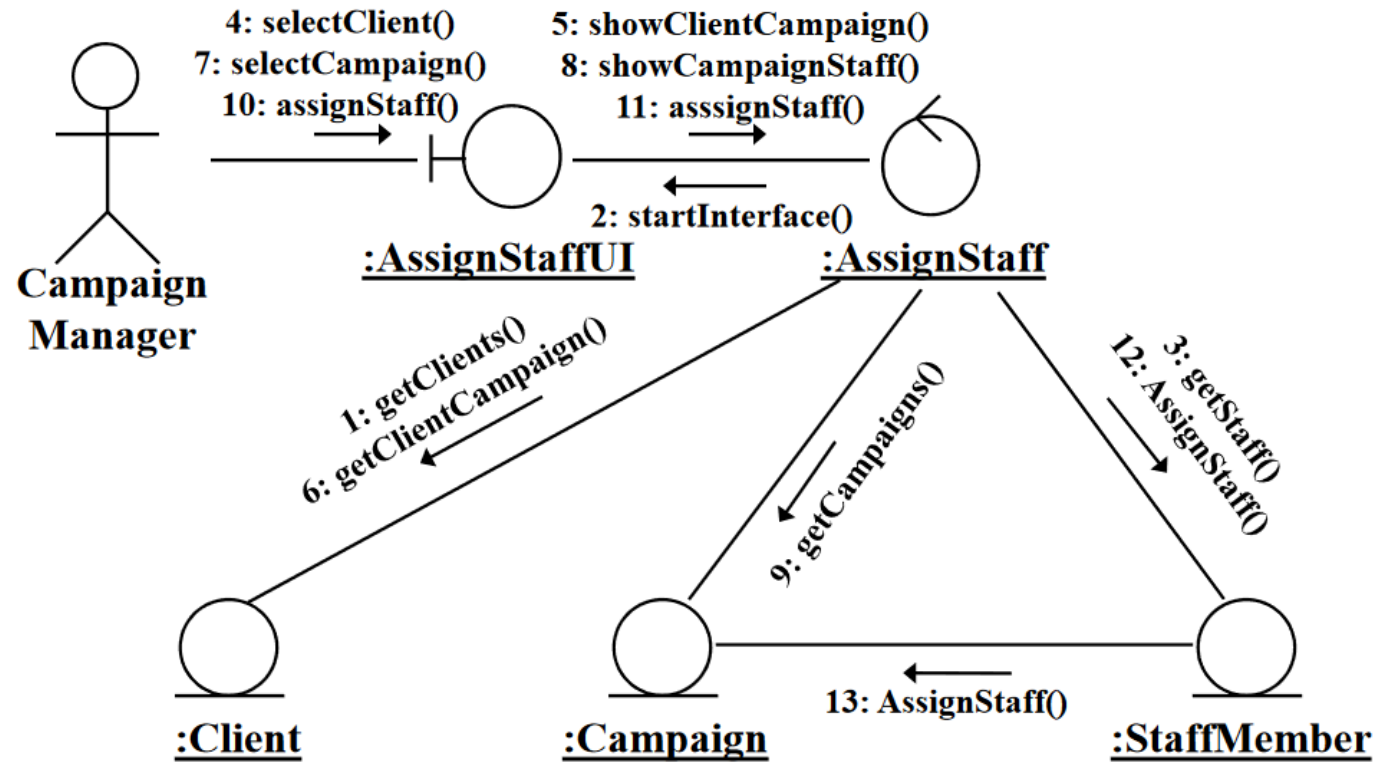 4: selectClient()
7: selectCampaign()
10: assignStaff()
5: showClientCampaign()
8: showCampaignStaff()
11: asssignStaff()
2: startInterface()
:AssignStaffUI
:AssignStaff
Campaign
Manager
1: getClients()
6: getClientCampaign()
9: getCampaigns()
3: getStaff()
12: AssignStaff()
13: AssignStaff()
:Client
:Campaign
:StaffMember